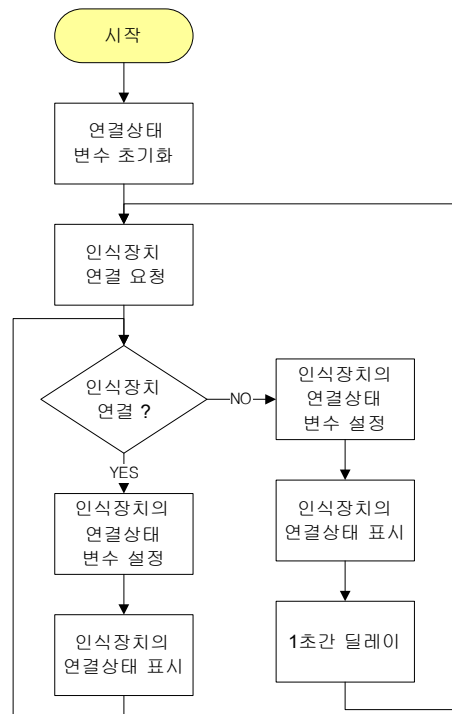 시작
연결상태
변수 초기화
인식장치
연결 요청
인식장치
연결 ?
NO
YES
인식장치의
연결상태
변수 설정
인식장치의
연결상태 표시
인식장치의
연결상태
변수 설정
인식장치의
연결상태 표시
1초간 딜레이